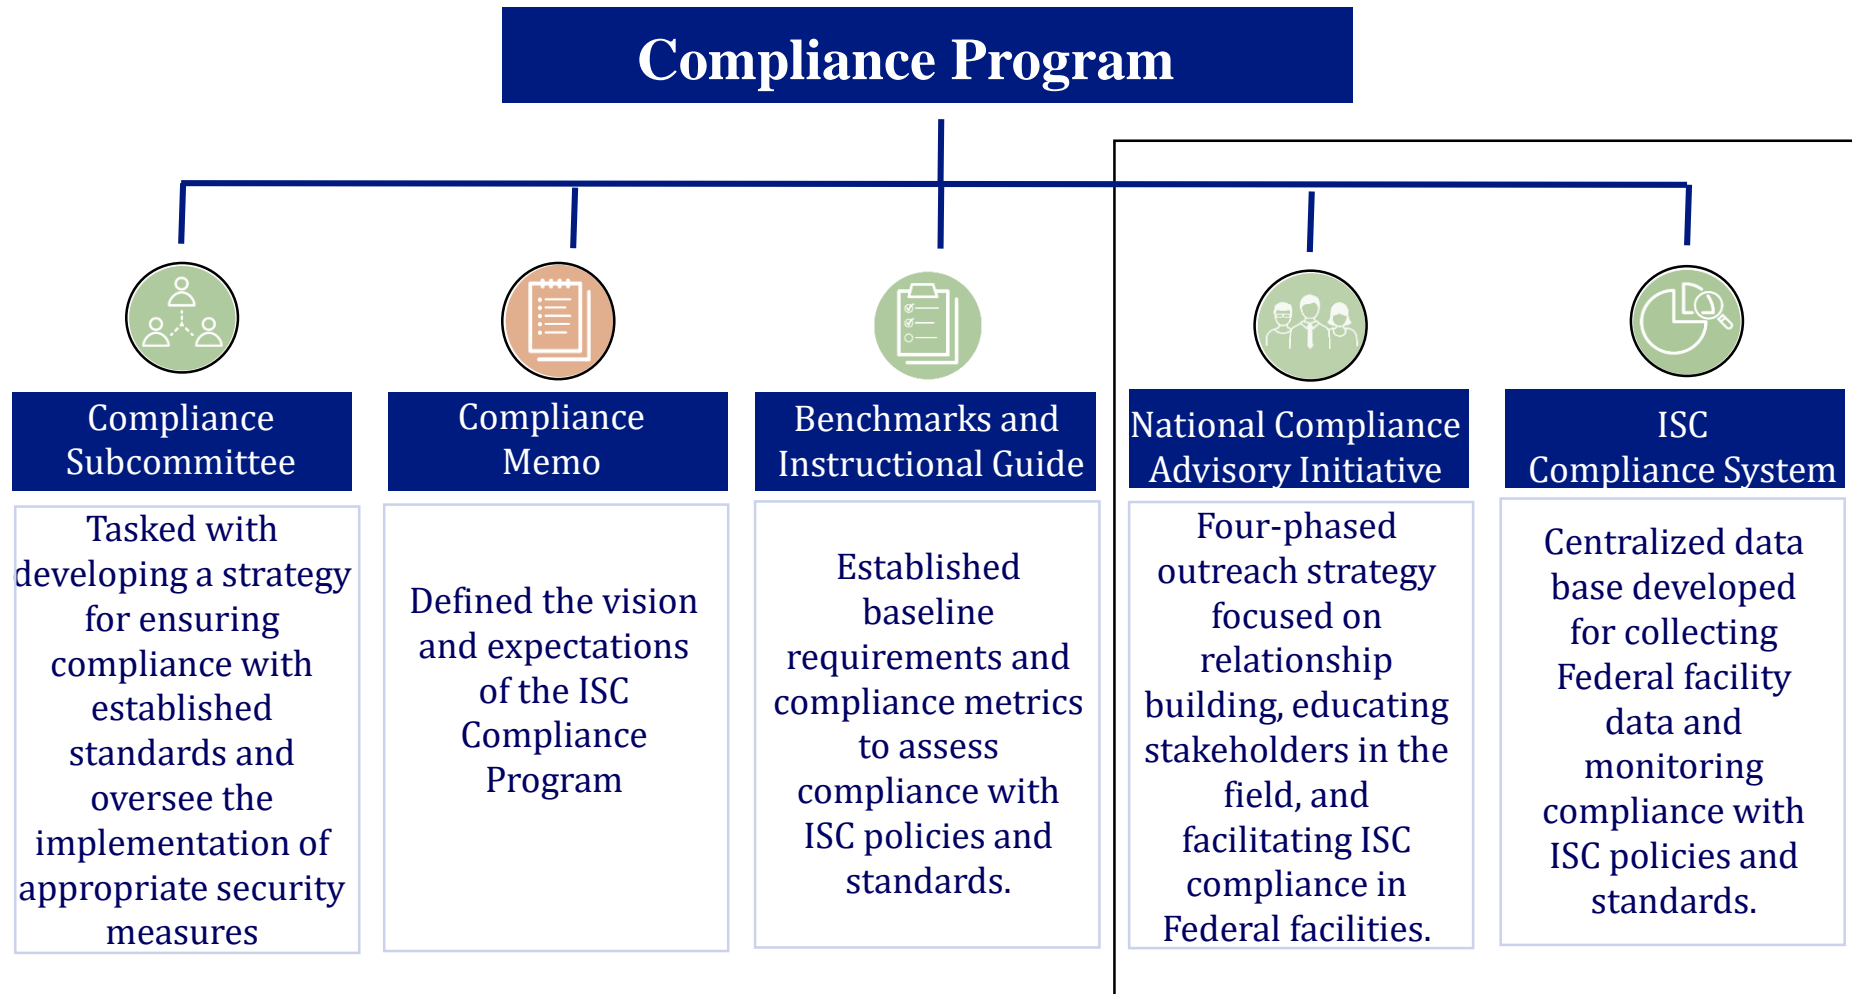 Compliance Program
Compliance
Subcommittee
Tasked with
developing a strategy
for ensuring
compliance with
established
standards and
oversee the
implementation of
appropriate security
measures
Compliance
Memo
Defined the vision
and expectations
of the ISC
Compliance
Program
Benchmarks and
Instructional Guide
Established
baseline
requirements and
compliance metrics
to assess
compliance with
ISC policies and
standards.
National Compliance
Advisory Initiative
Four-phased
outreach strategy
focused on
relationship
building, educating
stakeholders in the
field, and
facilitating ISC
compliance in
Federal facilities.
ISC
Compliance System
Centralized data
base developed
for collecting
Federal facility
data and
monitoring
compliance with
ISC policies and
standards.